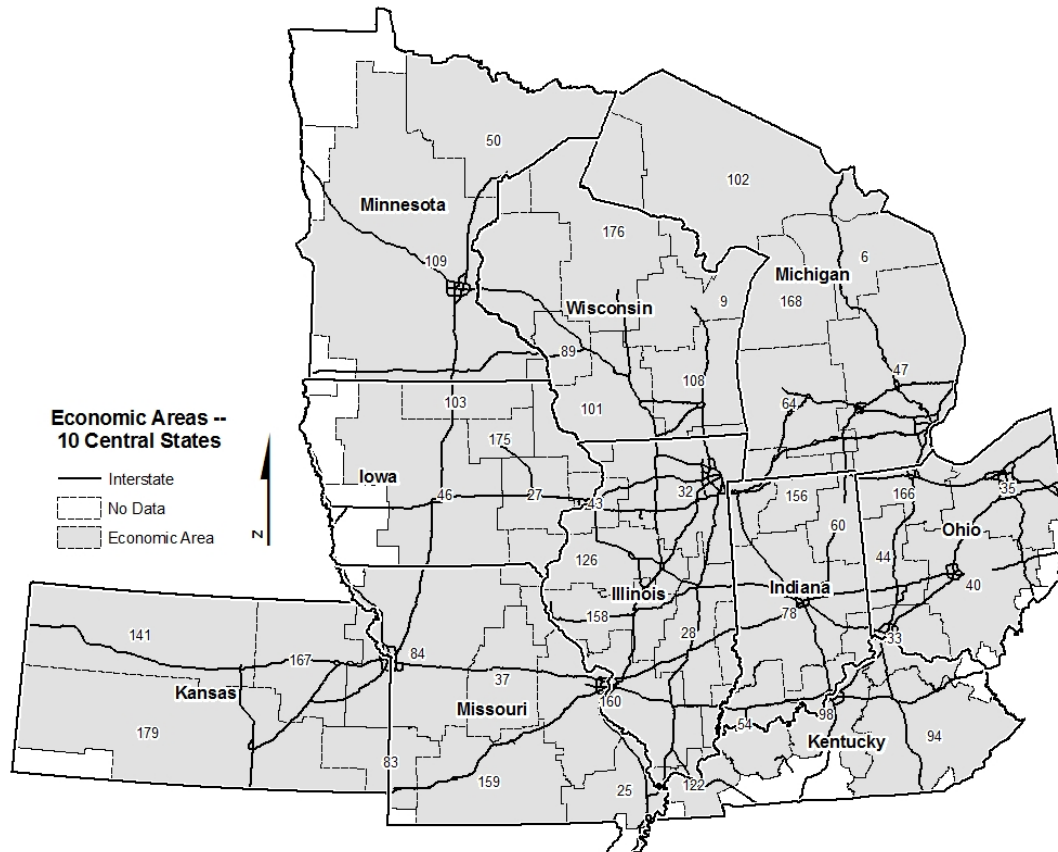 50
102
Minnesota
176
6
109
Michigan
9
168
Wisconsin
89
47
108
64
103
101
Economic Areas --
10 Central States
175
Interstate
Iowa
46
27
43
32
156
166
35
No Data
60
Ohio
Economic Area
N
126
44
40
Illinois
Indiana
158
78
28
33
141
84
167
37
Kansas
160
Missouri
54
98
94
Kentucky
179
83
159
25
122